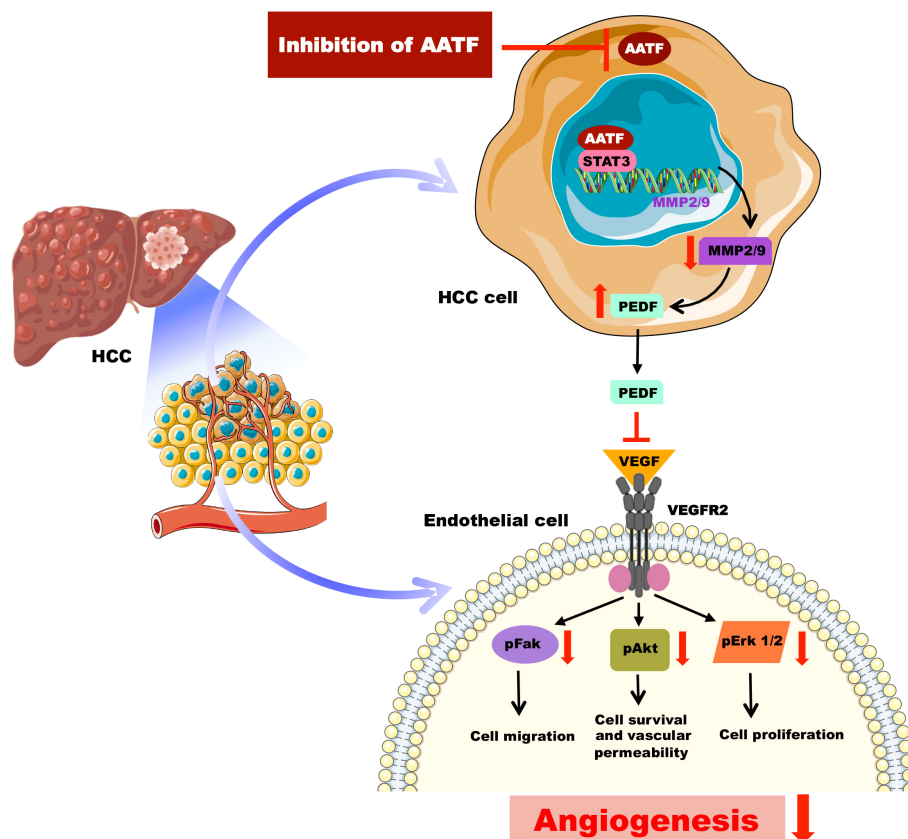 Inhibition of AATF
AATF
AATF
STAT3
MMP2/9
MMP2/9
HCC cell
PEDF
HCC
PEDF
VEGF
VEGFR2
Endothelial cell
pFak
pAkt
pErk 1/2
Cell migration
Cell survival
and vascular
permeability
Cell proliferation
Angiogenesis